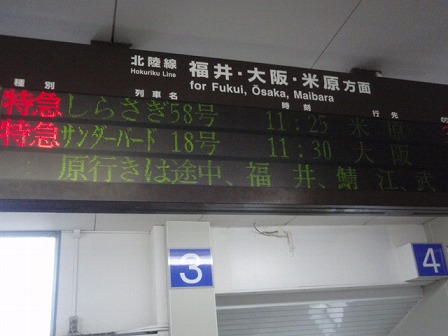 北陸線 福井・大阪・米原方面
Hokuriku Line for Fukui, Ōsaka, Maibara
種別 列車名 時刻 行先
特急 しらさぎ58号 11:25 米原
特急 サンダーバード 18号 11:30 大阪
原行きは途中、福井、鯖江、武
3
4